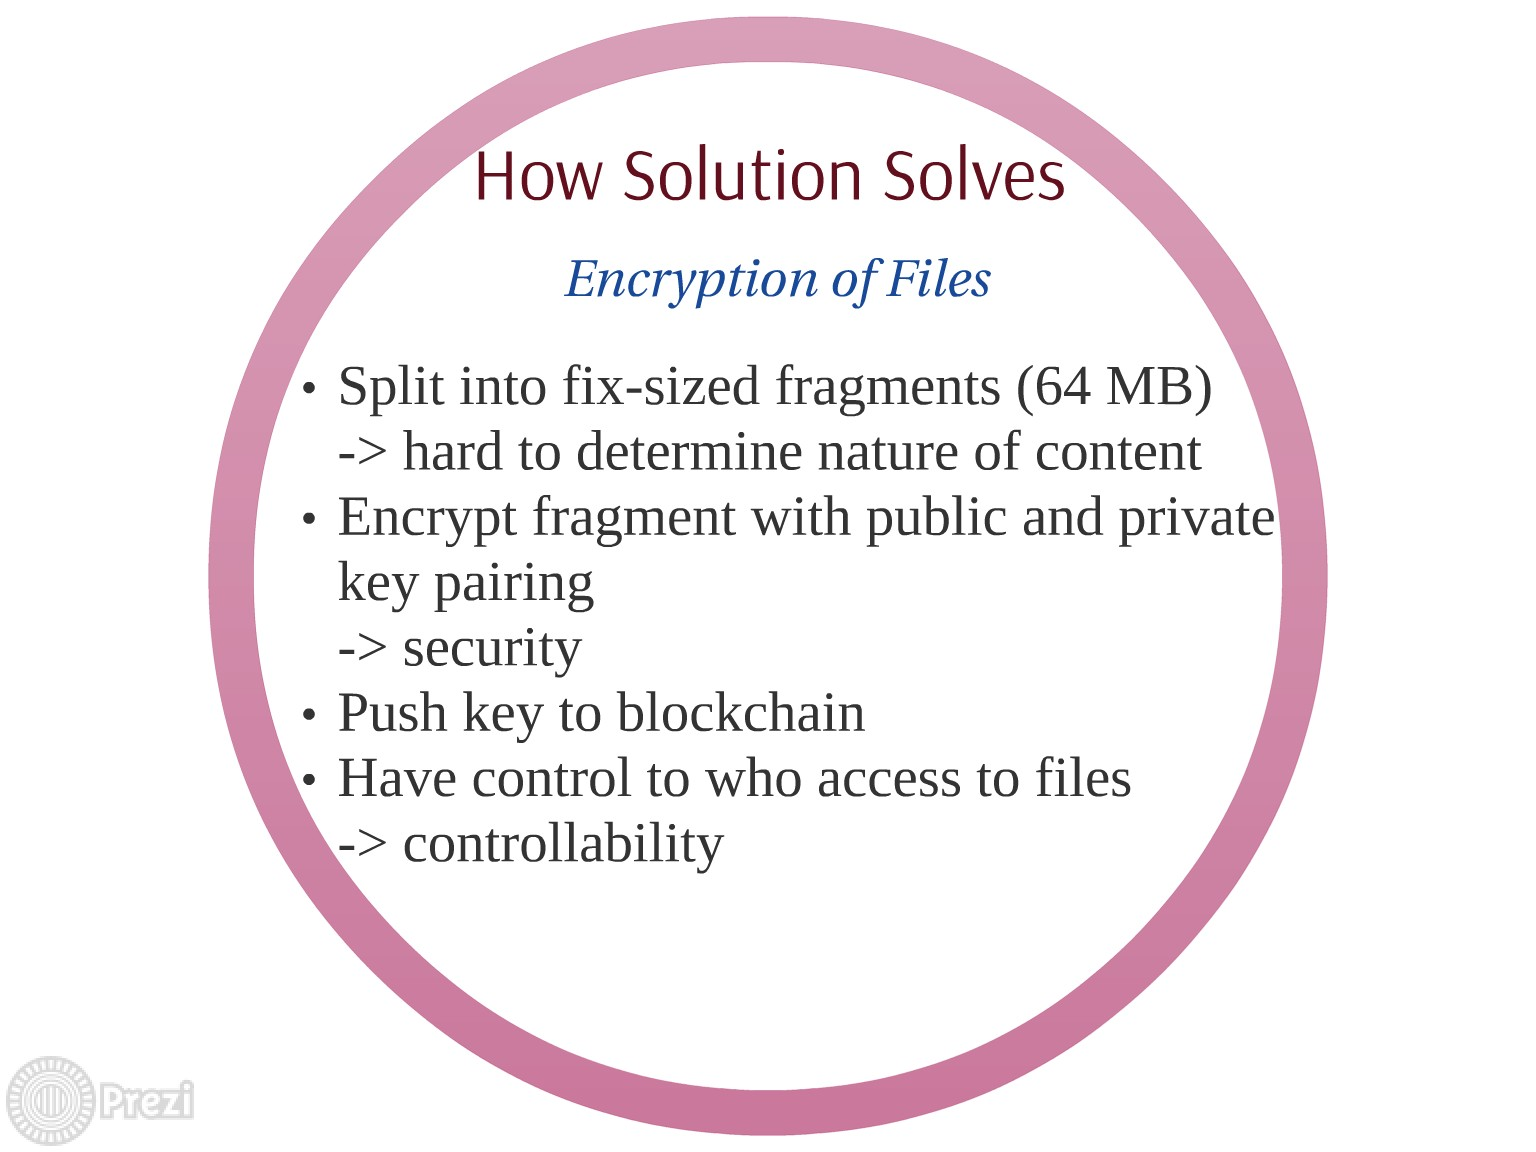 How Solution Solves
Encryption of Files
• Split into fix-sized fragments (64 MB)
-> hard to determine nature of content
• Encrypt fragment with public and private
key pairing
-> security
• Push key to blockchain
• Have control to who access to files
-> controllability
Prezi